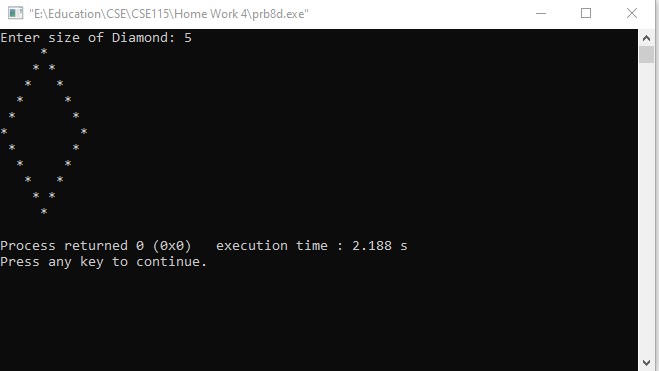 "E:\Education\CSE\CSE115\Home Work 4\prb8d.exe"
Enter size of Diamond: 5
     *
    * *
   *   *
  *     *
 *       *
*         *
 *       *
  *     *
   *   *
    * *
     *

Process returned 0 (0x0)   execution time : 2.188 s
Press any key to continue.